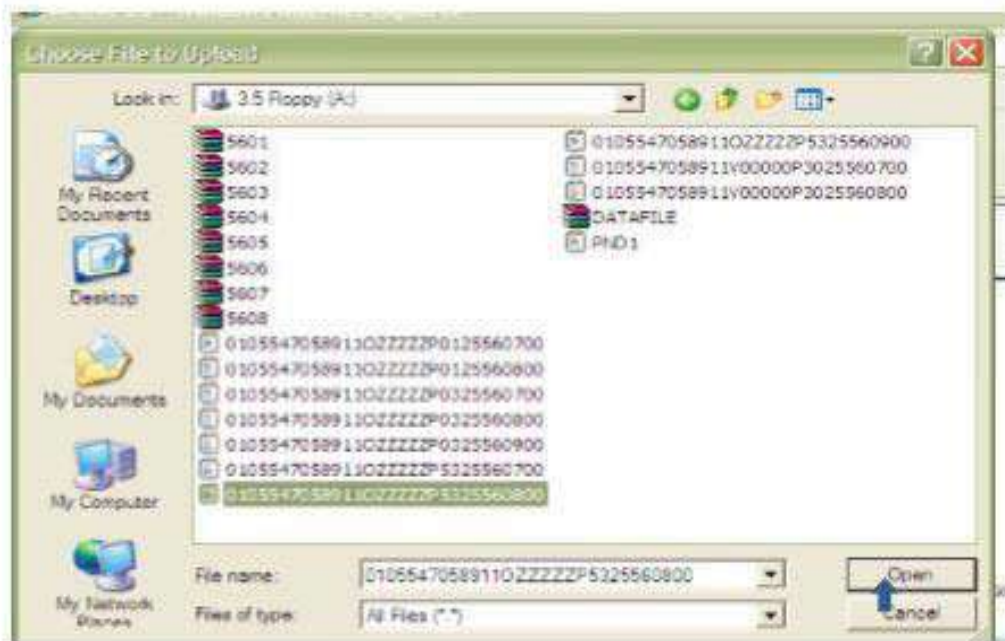 Choose File to Upload
Look in:
3.5 Floppy (A:)
My Recent
Documents
Desktop
My Documents
My Computer
My Network
Places
5601
5602
5603
5604
5605
5606
5607
5608
0105547058911OZZZZZP0125560700
0105547058911OZZZZZP0125560800
0105547058911OZZZZZP0325560700
0105547058911OZZZZZP0325560800
0105547058911OZZZZZP0325560900
0105547058911OZZZZZP5325560700
0105547058911OZZZZZP5325560800
0105547058911OZZZZZP5325560900
0105547058911V00000P3025560700
0105547058911V00000P3025560800
DATAFILE
PND1
File name:
0105547058911OZZZZZP5325560800
Open
Files of type:
All Files (*.*)
Cancel